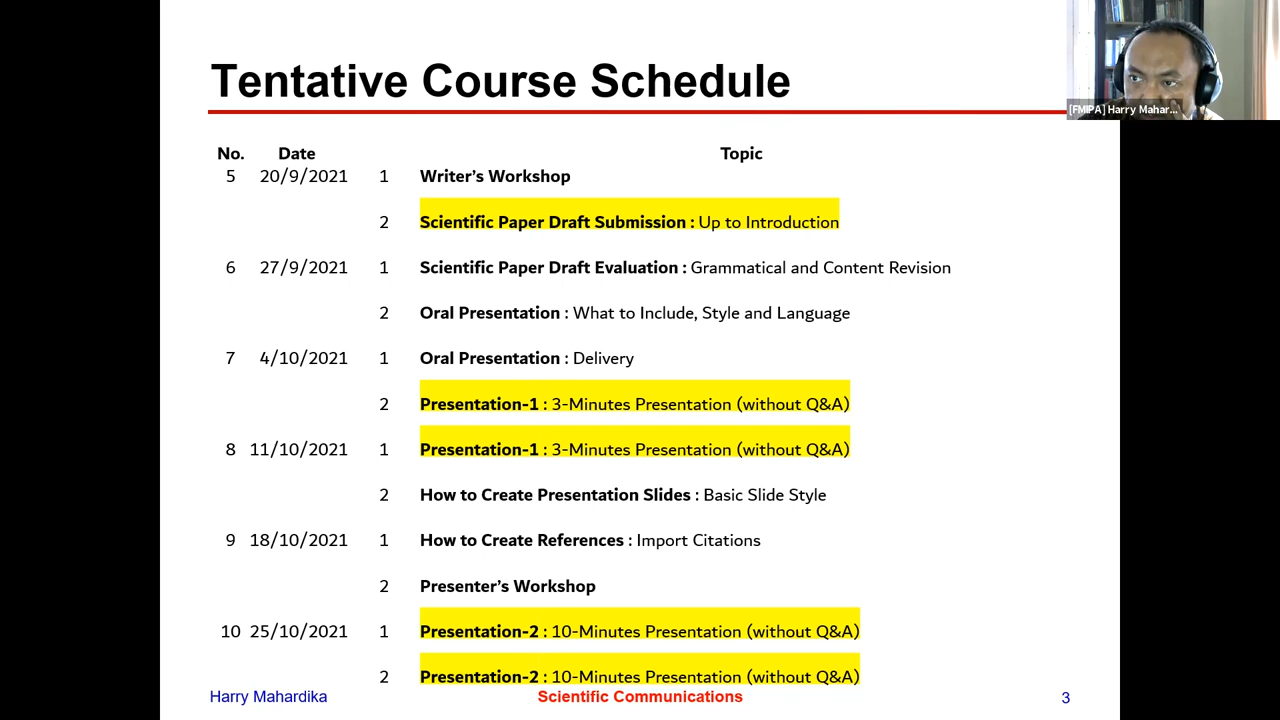 Tentative Course Schedule
[FMIPA] Harry Mahar...
No. Date Topic
5 20/9/2021 1 Writer's Workshop
2 Scientific Paper Draft Submission : Up to Introduction
6 27/9/2021 1 Scientific Paper Draft Evaluation : Grammatical and Content Revision
2 Oral Presentation : What to Include, Style and Language
7 4/10/2021 1 Oral Presentation : Delivery
2 Presentation-1 : 3-Minutes Presentation (without Q&A)
8 11/10/2021 1 Presentation-1 : 3-Minutes Presentation (without Q&A)
2 How to Create Presentation Slides : Basic Slide Style
9 18/10/2021 1 How to Create References : Import Citations
2 Presenter's Workshop
10 25/10/2021 1 Presentation-2 : 10-Minutes Presentation (without Q&A)
2 Presentation-2 : 10-Minutes Presentation (without Q&A)
Harry Mahardika Scientific Communications 3